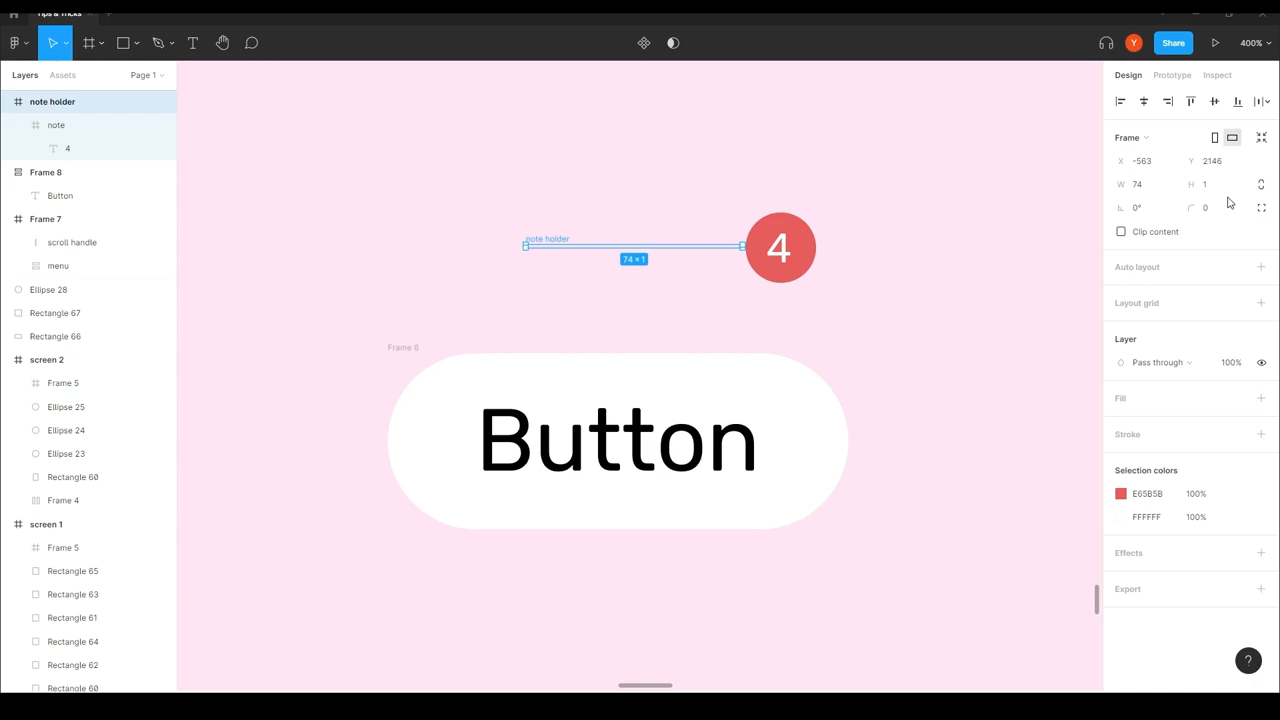 Tips & Tricks
Share
Y
400%
Layers
Assets
Page 1
note holder
note
4
Frame 8
Button
Frame 7
scroll handle
menu
Ellipse 28
Rectangle 67
Rectangle 66
screen 2
Frame 5
Ellipse 25
Ellipse 24
Ellipse 23
Rectangle 60
Frame 4
screen 1
Frame 5
Rectangle 65
Rectangle 63
Rectangle 61
Rectangle 64
Rectangle 62
Rectangle 60
note holder
74 × 1
4
Frame 8
Button
Design
Prototype
Inspect
Frame
X -563
Y 2146
W 74
H 1
0°
0
Clip content
Auto layout
Layout grid
Layer
Pass through
100%
Fill
Stroke
Selection colors
E65B5B 100%
FFFFFF 100%
Effects
Export
?